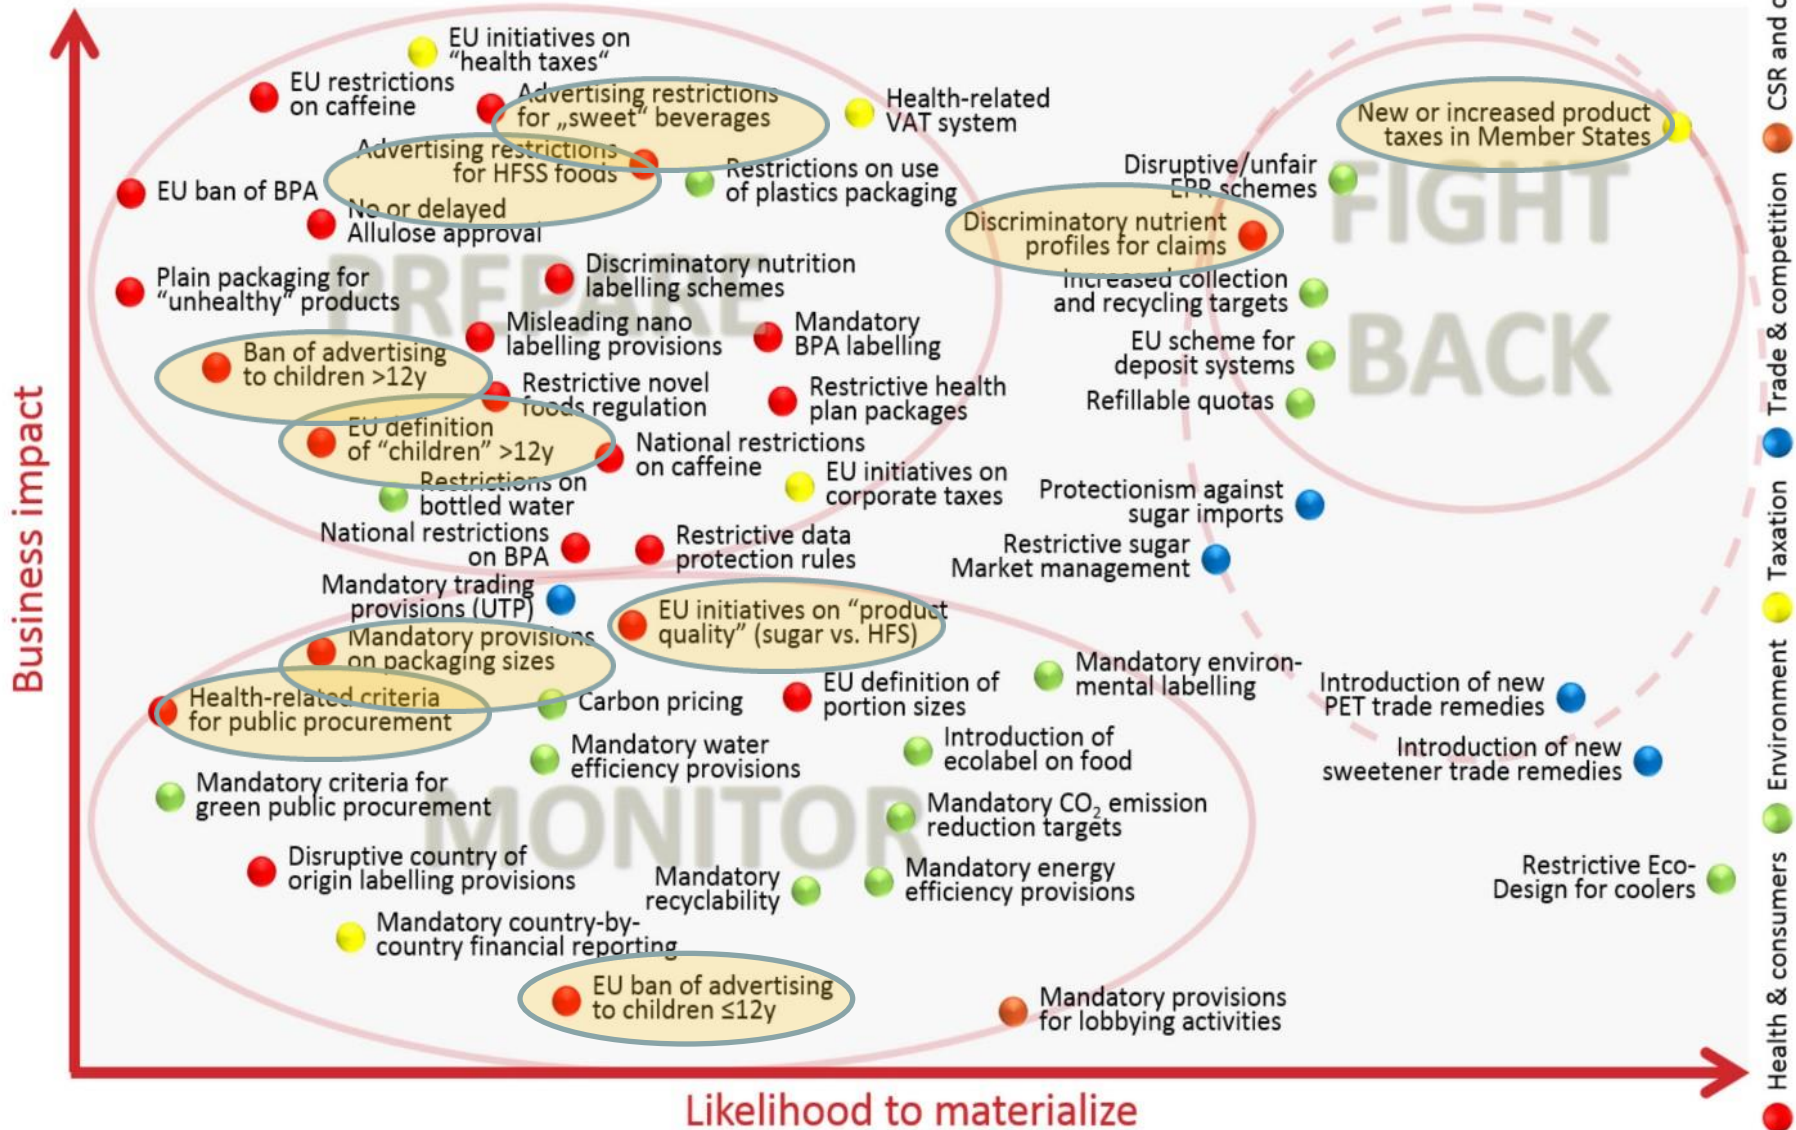 EU initiatives on
“health taxes“
EU restrictions
on caffeine
Advertising restrictions
for „sweet“ beverages
Health-related
VAT system
New or increased product
taxes in Member States
Advertising restrictions
for HFSS foods
Restrictions on use
of plastics packaging
Disruptive/unfair
EPR schemes
FIGHT
BACK
EU ban of BPA
No or delayed
Allulose approval
Discriminatory nutrient
profiles for claims
PREPARE
Plain packaging for
“unhealthy” products
Discriminatory nutrition
labelling schemes
Increased collection
and recycling targets
Misleading nano
labelling provisions
Mandatory
BPA labelling
EU scheme for
deposit systems
Ban of advertising
to children >12y
Restrictive novel
foods regulation
Restrictive health
plan packages
Refillable quotas
EU definition
of “children” >12y
National restrictions
on caffeine
EU initiatives on
corporate taxes
Restrictions on
bottled water
Protectionism against
sugar imports
National restrictions
on BPA
Restrictive data
protection rules
Restrictive sugar
Market management
Mandatory trading
provisions (UTP)
EU initiatives on “product
quality” (sugar vs. HFS)
Mandatory provisions
on packaging sizes
Health-related criteria
for public procurement
Carbon pricing
EU definition of
portion sizes
Mandatory environ-
mental labelling
Introduction of new
PET trade remedies
Mandatory water
efficiency provisions
Introduction of
ecolabel on food
Introduction of new
sweetener trade remedies
Mandatory criteria for
green public procurement
MONITOR
Mandatory CO2 emission
reduction targets
Disruptive country of
origin labelling provisions
Mandatory
recyclability
Mandatory energy
efficiency provisions
Restrictive Eco-
Design for coolers
Mandatory country-by-
country financial reporting
EU ban of advertising
to children ≤12y
Mandatory provisions
for lobbying activities
Business impact
Likelihood to materialize
Health & consumers
Environment
Taxation
Trade & competition
CSR and